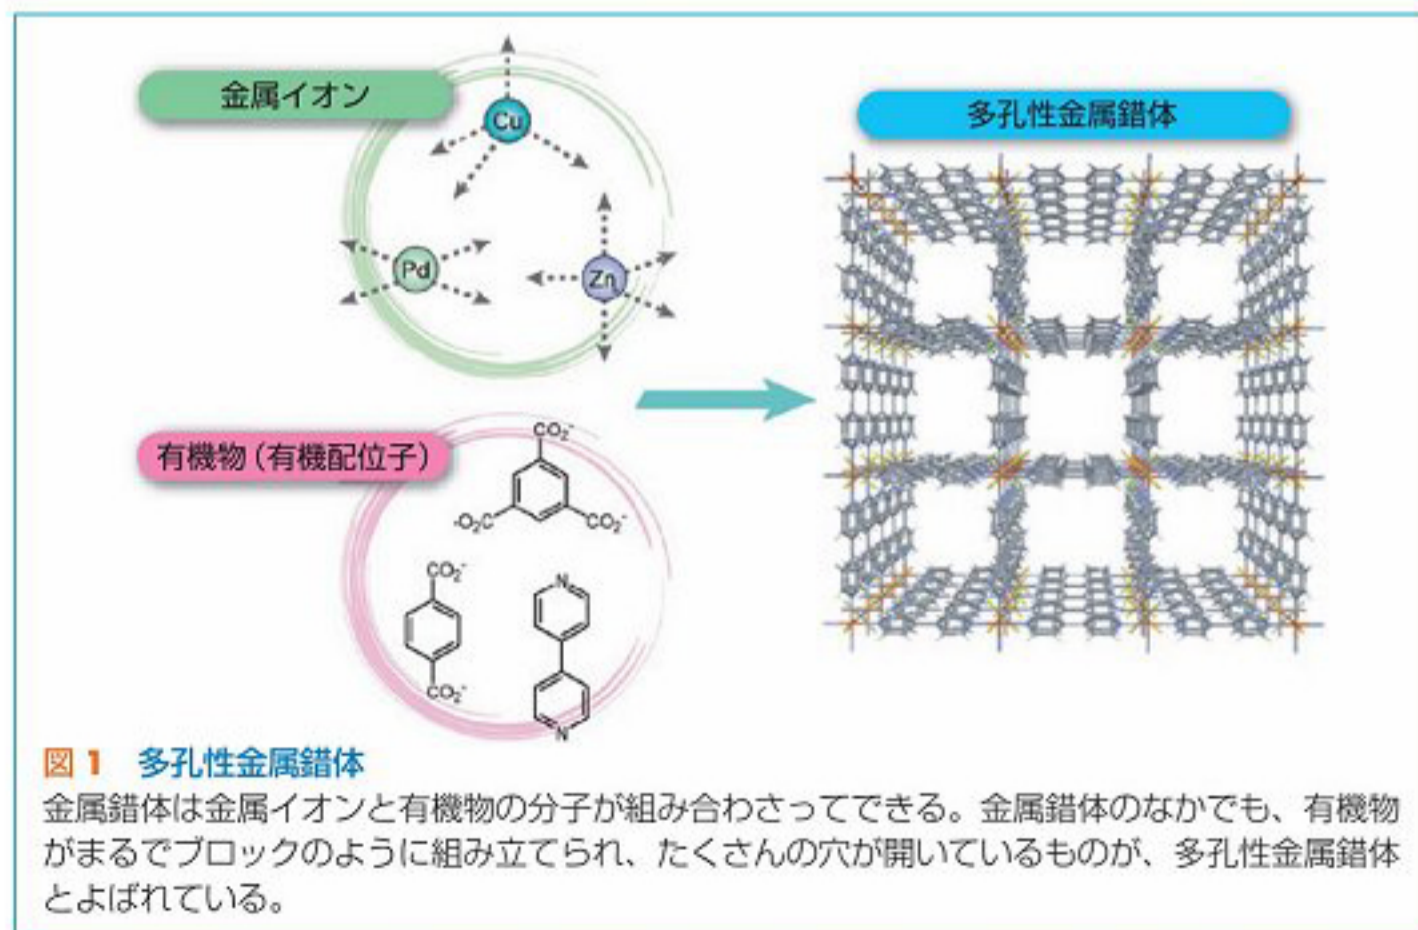 金属イオン
Cu
Pd
Zn
多孔性金属錯体
有機物（有機配位子）
CO₂⁻
-O₂C
CO₂⁻
CO₂⁻
CO₂⁻
N
N
図 1 多孔性金属錯体
金属錯体は金属イオンと有機物の分子が組み合わさってできる。金属錯体のなかでも、有機物
がまるでブロックのように組み立てられ、たくさんの穴が開いているものが、多孔性金属錯体
とよばれている。